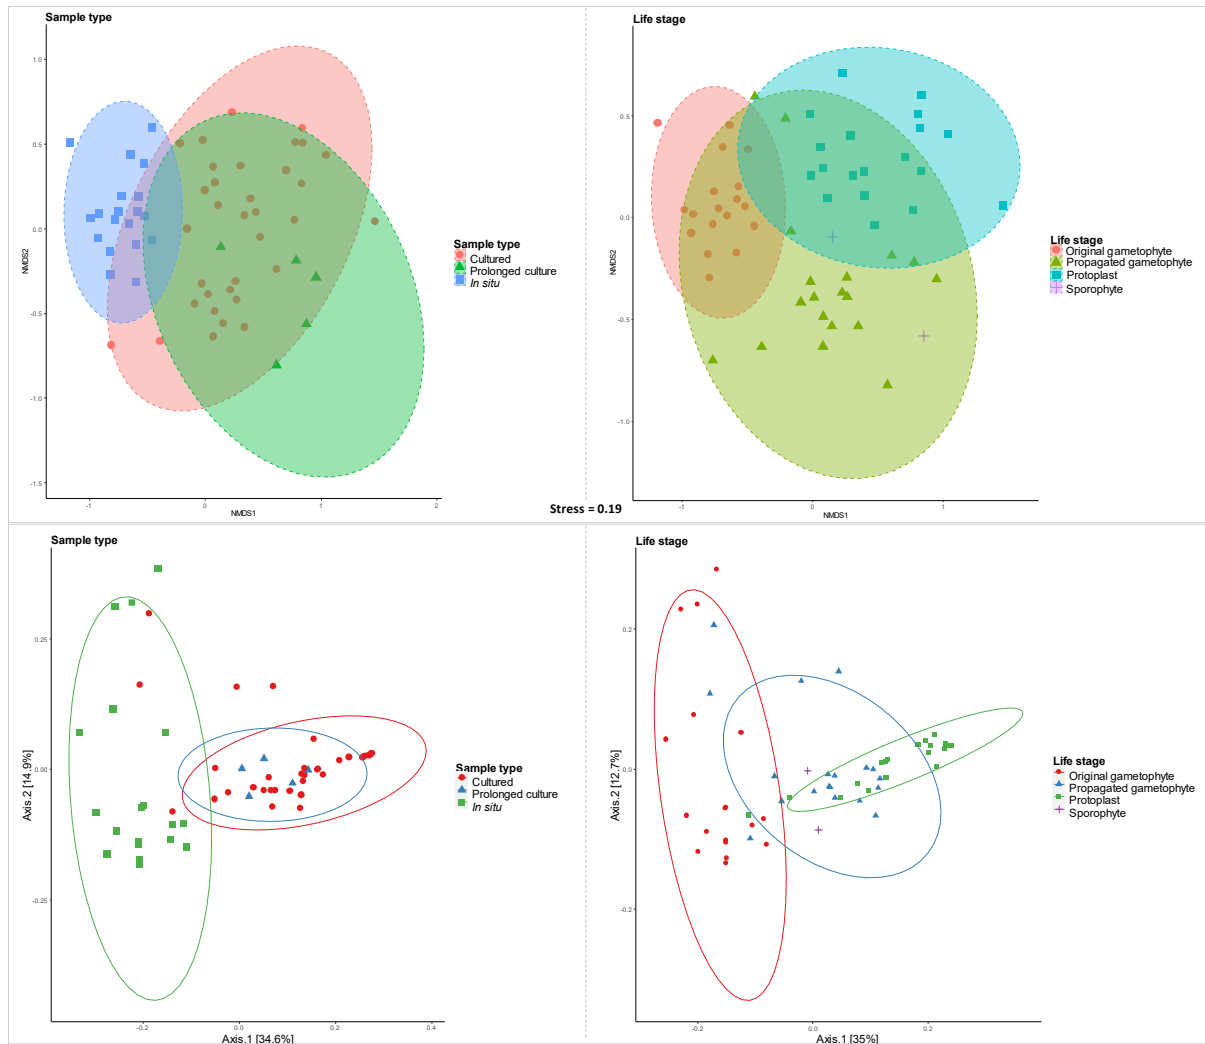 Sample type
1.0
0.5
0.0
-0.5
-1.0
-1.5
NMDS2
-1
0
1
2
NMDS1
Sample type
Cultured
Prolonged culture
In situ
Life stage
0.5
0.0
-0.5
-1.0
NMDS2
-1
0
1
NMDS1
Life stage
Original gametophyte
Propagated gametophyte
Protoplast
Sporophyte
Stress = 0.19
Sample type
0.25
0.00
-0.25
Axis.2 [14.9%]
-0.2
0.0
0.2
0.4
Axis.1 [34.6%]
Sample type
Cultured
Prolonged culture
In situ
Life stage
0.2
0.0
-0.2
Axis.2 [12.7%]
-0.2
0.0
0.2
Axis.1 [35%]
Life stage
Original gametophyte
Propagated gametophyte
Protoplast
Sporophyte